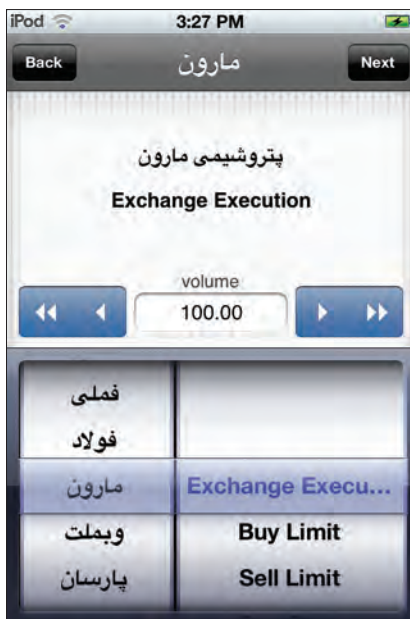 iPod 3:27 PM
Back مارون Next
پتروشیمی مارون
Exchange Execution
volume
100.00
فملی
فولاد
مارون Exchange Execu...
وبملت Buy Limit
پارسان Sell Limit